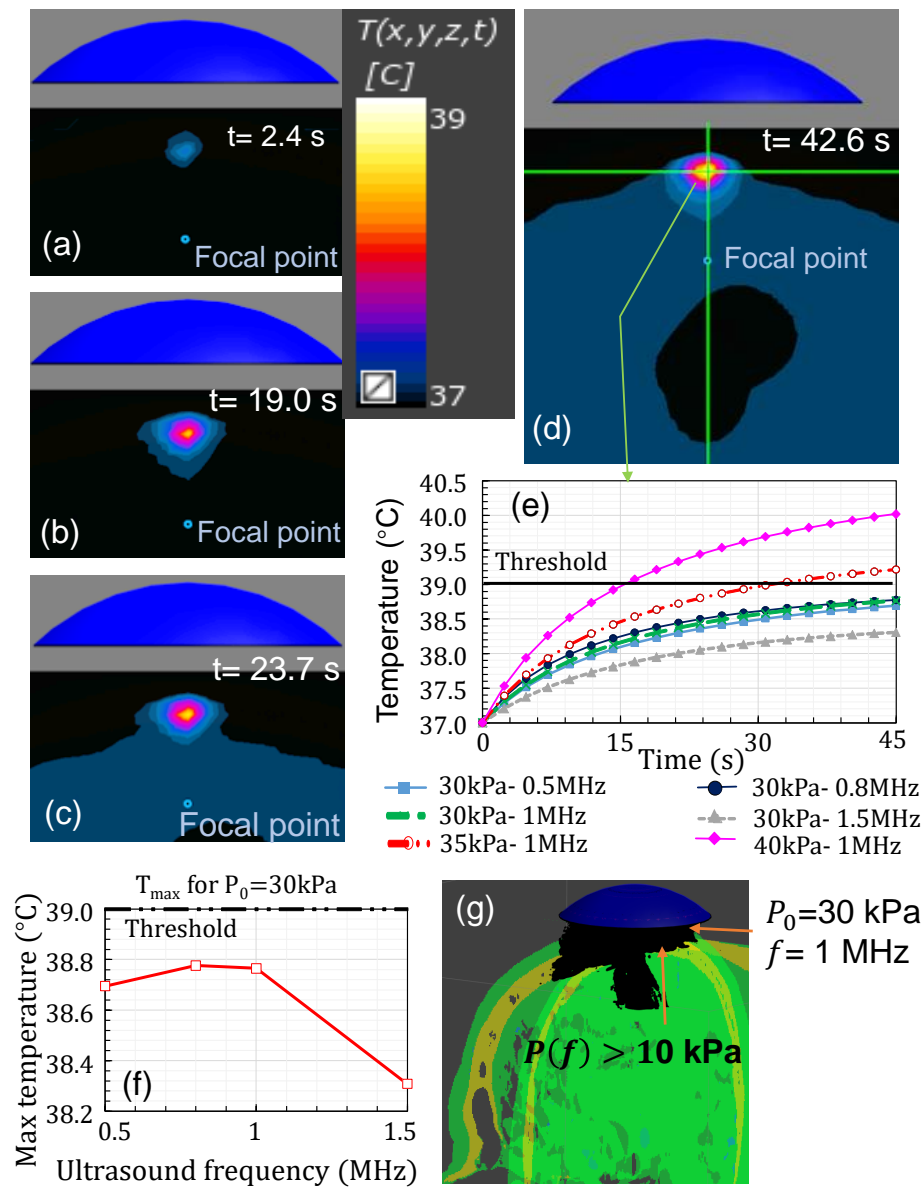 T(x,y,z,t)
[C]
39
37
t= 2.4 s
(a)
Focal point
t= 19.0 s
(b)
Focal point
t= 23.7 s
(c)
Focal point
t= 42.6 s
Focal point
(d)
(e)
Temperature (°C)
40.5
40.0
39.5
39.0
38.5
38.0
37.5
37.0
Threshold
0
15
30
45
Time (s)
30kPa- 0.5MHz
30kPa- 0.8MHz
30kPa- 1MHz
30kPa- 1.5MHz
35kPa- 1MHz
40kPa- 1MHz
Tmax for P0=30kPa
Max temperature (°C)
39.0
38.8
38.6
38.4
38.2
Threshold
(f)
0.5
1
1.5
Ultrasound frequency (MHz)
(g)
P0=30 kPa
f= 1 MHz
P(f) > 10 kPa